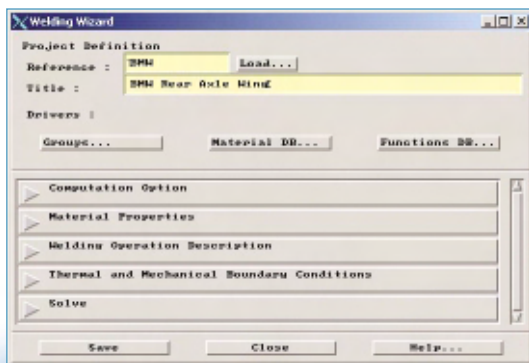 Welding Wizard
Project Definition
Reference : BMW Load...
Title : BMW Rear Axle Wing
Drivers :
Groups... Material DB... Functions DB...
Computation Option
Material Properties
Welding Operation Description
Thermal and Mechanical Boundary Conditions
Solve
Save Close Help...